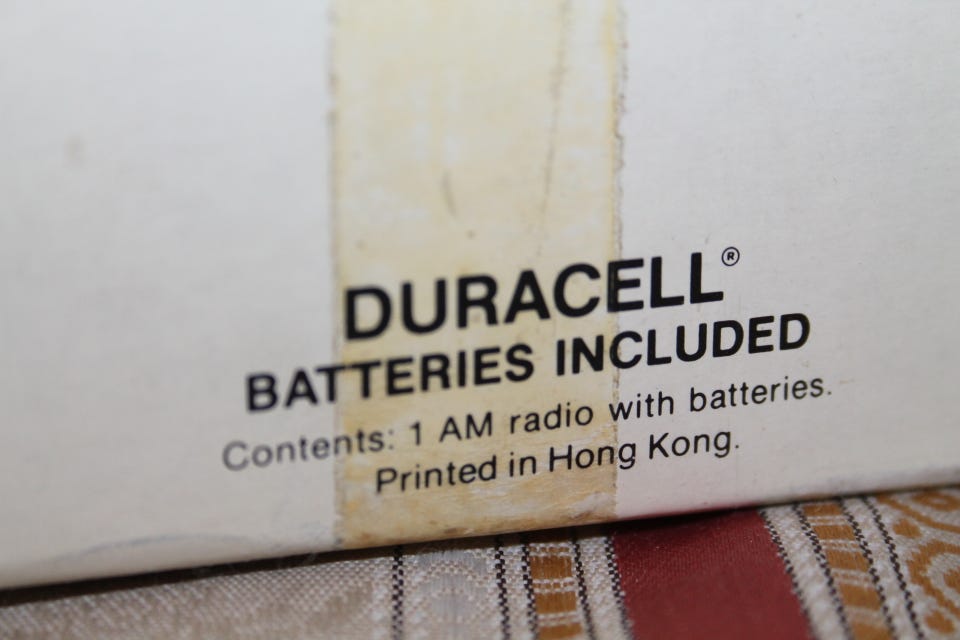 DURACELL®
BATTERIES INCLUDED
Contents: 1 AM radio with batteries.
Printed in Hong Kong.